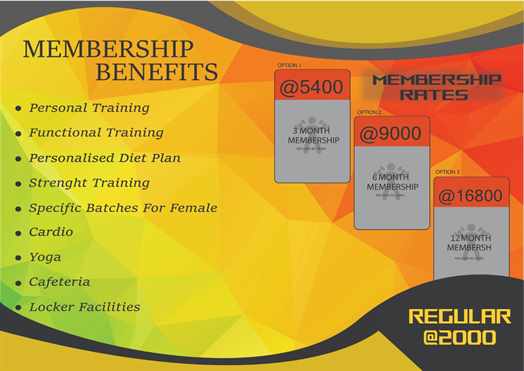 MEMBERSHIP
BENEFITS
Personal Training
Functional Training
Personalised Diet Plan
Strenght Training
Specific Batches For Female
Cardio
Yoga
Cafeteria
Locker Facilities
MEMBERSHIP
RATES
OPTION 1
@5400
3 MONTH
MEMBERSHIP
OPTION 2
@9000
6 MONTH
MEMBERSHIP
OPTION 3
@16800
12 MONTH
MEMBERSH
REGULAR
@2000